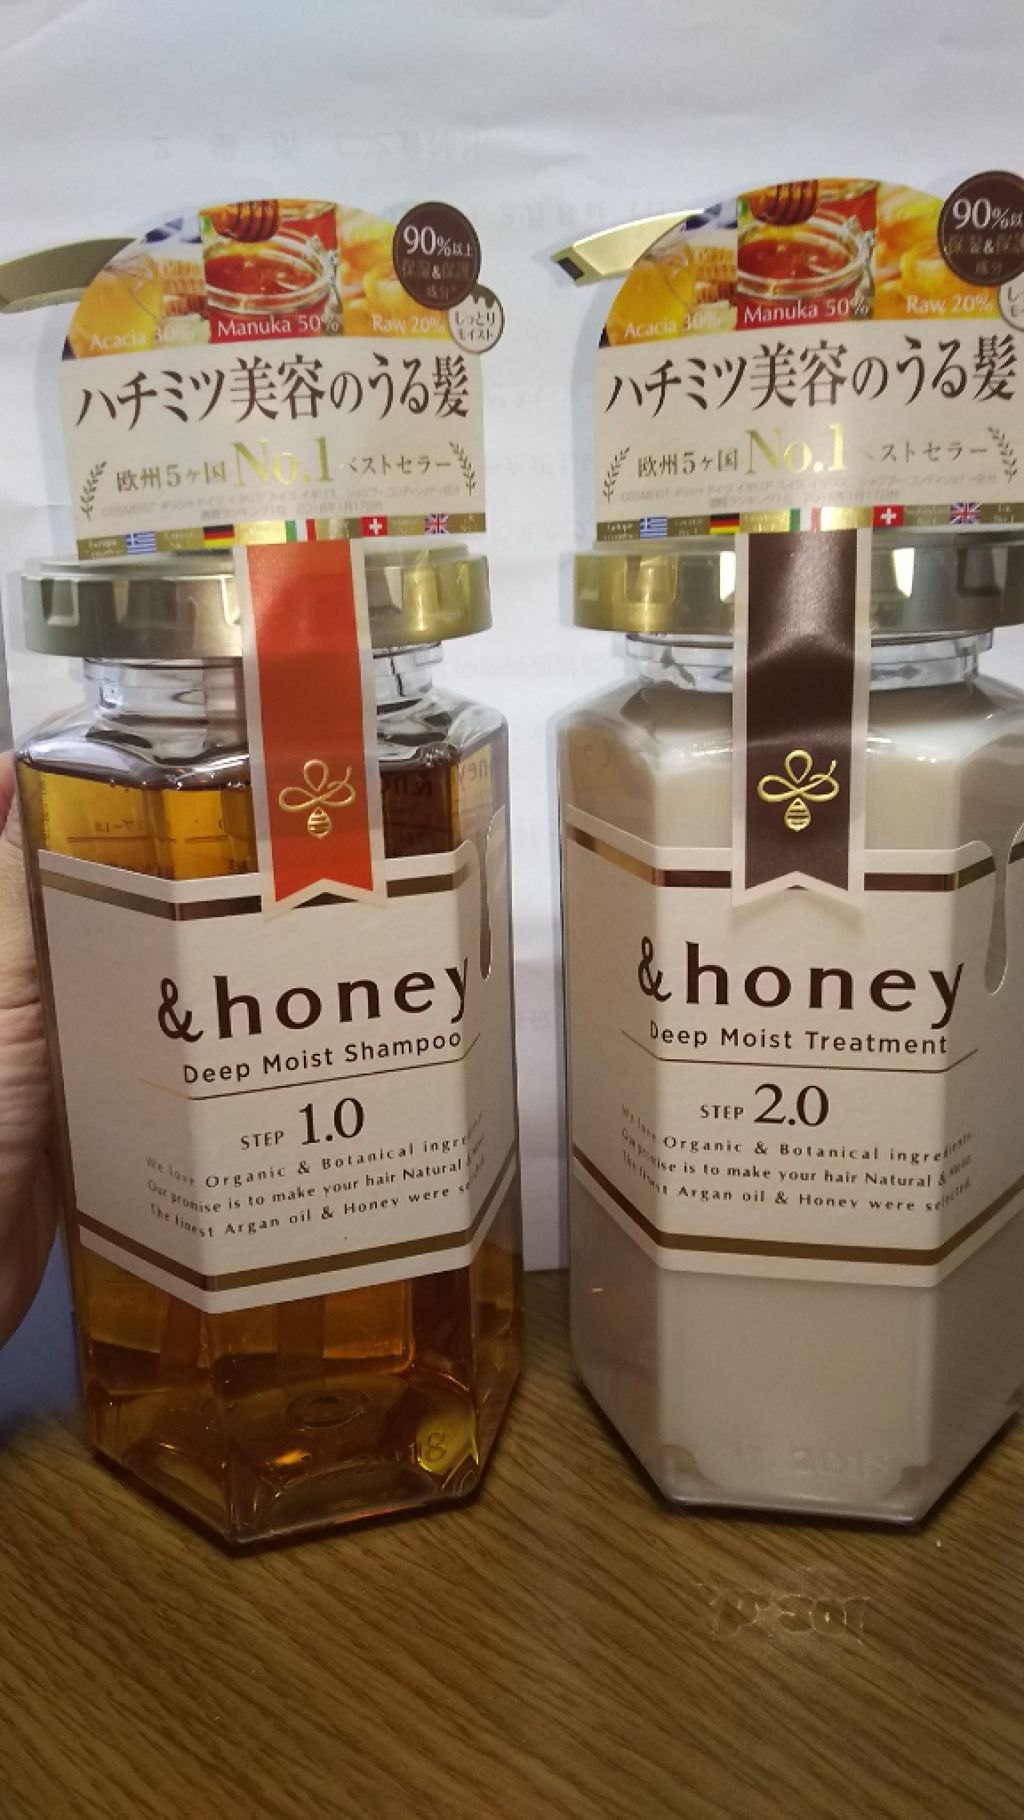 90%以上
保湿&保護
成分*
しっとり
モイスト
Acacia 30% Manuka 50% Raw 20%
ハチミツ美容のうる髪
欧州5ヶ国 No.1 ベストセラー
&honey
Deep Moist Shampoo
STEP 1.0
We love Organic & Botanical ingredients.
Our promise is to make your hair Natural &
The finest Argan oil & Honey were selected.
18
90%以
保湿&保護
成分
Acacia 30% Manuka 50% Raw 20%
ハチミツ美容のうる髪
欧州5ヶ国 No.1 ベストセラー
&honey
Deep Moist Treatment
STEP 2.0
We love Organic & Botanical ingredients.
Our promise is to make your hair Natural & Moist.
The finest Argan oil & Honey were selected.